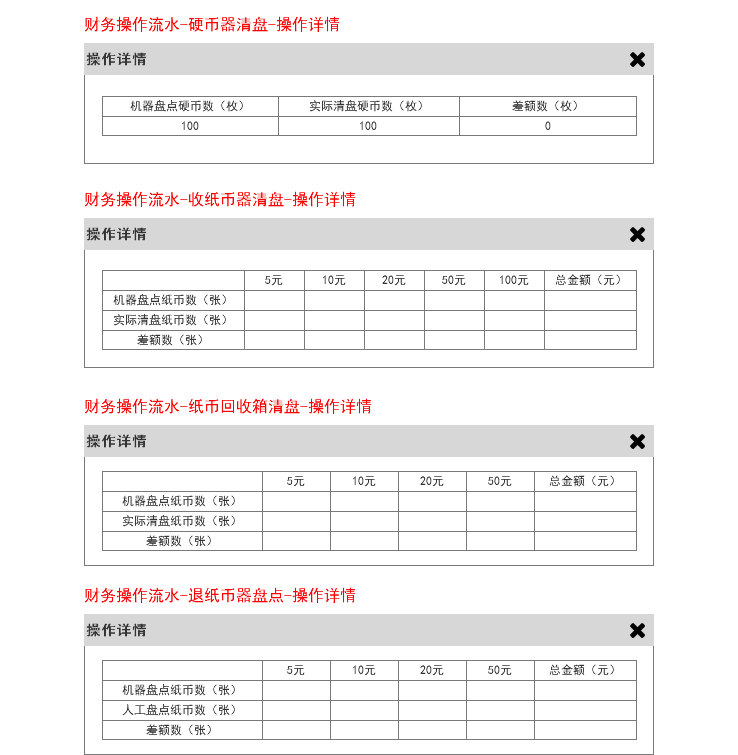 财务操作流水-硬币器清盘-操作详情
操作详情
机器盘点硬币数（枚） 实际清盘硬币数（枚） 差额数（枚）
100 100 0
财务操作流水-收纸币器清盘-操作详情
操作详情
5元 10元 20元 50元 100元 总金额（元）
机器盘点纸币数（张）
实际清盘纸币数（张）
差额数（张）
财务操作流水-纸币回收箱清盘-操作详情
操作详情
5元 10元 20元 50元 总金额（元）
机器盘点纸币数（张）
实际清盘纸币数（张）
差额数（张）
财务操作流水-退纸币器盘点-操作详情
操作详情
5元 10元 20元 50元 总金额（元）
机器盘点纸币数（张）
人工盘点纸币数（张）
差额数（张）